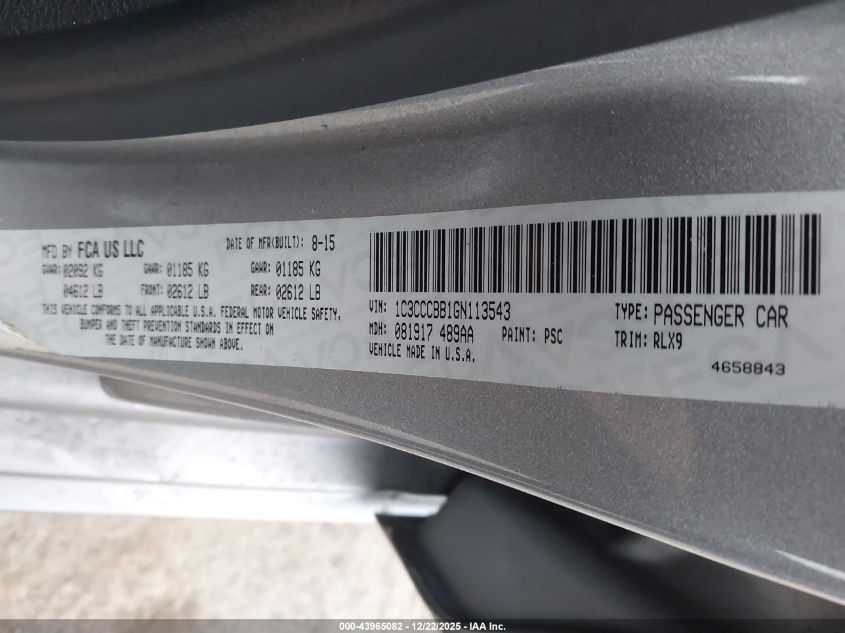 MFD BY FCA US LLC DATE OF MFR(BUILT): 8-15
GVWR: 02092 KG GAWR: 01185 KG GAWR: 01185 KG
04612 LB FRONT: 02612 LB REAR: 02612 LB
THIS VEHICLE CONFORMS TO ALL APPLICABLE U.S.A. FEDERAL MOTOR VEHICLE SAFETY,
BUMPER AND THEFT PREVENTION STANDARDS IN EFFECT ON
THE DATE OF MANUFACTURE SHOWN ABOVE.
VIN: 1C3CCCBB1GN113543 TYPE: PASSENGER CAR
MDH: 081917 489AA PAINT: PSC TRIM: RLX9
VEHICLE MADE IN U.S.A.
4658843
000-43965082 - 12/22/2025 - IAA Inc.